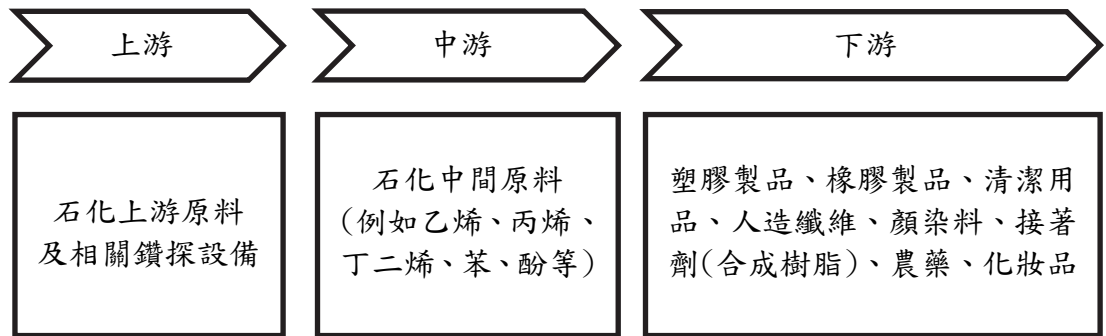 上游
中游
下游
石化上游原料
及相關鑽探設備
石化中間原料
(例如乙烯、丙烯、
丁二烯、苯、酚等)
塑膠製品、橡膠製品、清潔用
品、人造纖維、顏染料、接著
劑(合成樹脂)、農藥、化妝品